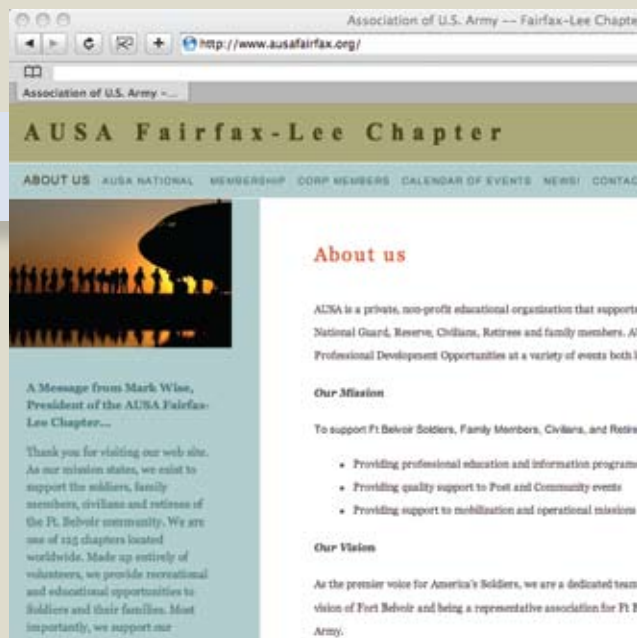 Association of U.S. Army -- Fairfax-Lee Chapte
http://www.ausafairfax.org/
Association of U.S. Army -...
AUSA Fairfax-Lee Chapter
ABOUT US AUSA NATIONAL MEMBERSHIP CORP MEMBERS CALENDAR OF EVENTS NEWS! CONTAC
About us
AUSA is a private, non-profit educational organization that supports
National Guard, Reserve, Civilians, Retirees and family members. A
Professional Development Opportunities at a variety of events both l
Our Mission
To support Ft Belvoir Soldiers, Family Members, Civilians, and Retire
• Providing professional education and information programs
• Providing quality support to Post and Community events
• Providing support to mobilization and operational missions
Our Vision
As the premier voice for America's Soldiers, we are a dedicated team
vision of Fort Belvoir and being a representative association for Ft B
Army.
A Message from Mark Wise,
President of the AUSA Fairfax-
Lee Chapter...
Thank you for visiting our web site.
As our mission states, we exist to
support the soldiers, family
members, civilians and retirees of
the Ft. Belvoir community. We are
one of 125 chapters located
worldwide. Made up entirely of
volunteers, we provide recreational
and educational opportunities to
Soldiers and their families. Most
importantly, we support our